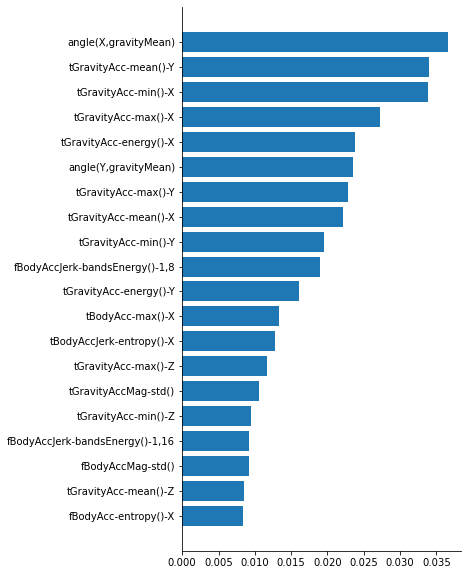 angle(X,gravityMean)
tGravityAcc-mean()-Y
tGravityAcc-min()-X
tGravityAcc-max()-X
tGravityAcc-energy()-X
angle(Y,gravityMean)
tGravityAcc-max()-Y
tGravityAcc-mean()-X
tGravityAcc-min()-Y
fBodyAccJerk-bandsEnergy()-1,8
tGravityAcc-energy()-Y
tBodyAcc-max()-X
tBodyAccJerk-entropy()-X
tGravityAcc-max()-Z
tGravityAccMag-std()
tGravityAcc-min()-Z
fBodyAccJerk-bandsEnergy()-1,16
fBodyAccMag-std()
tGravityAcc-mean()-Z
fBodyAcc-entropy()-X
0.000 0.005 0.010 0.015 0.020 0.025 0.030 0.035